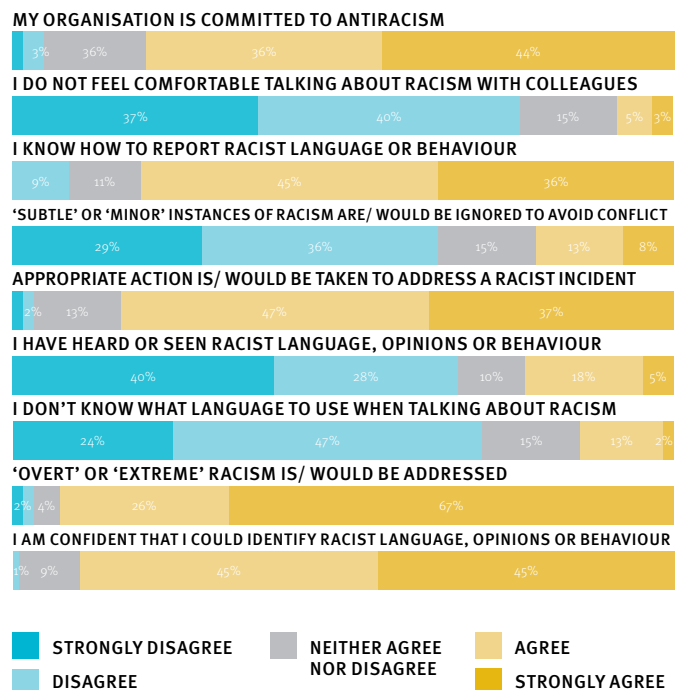 MY ORGANISATION IS COMMITTED TO ANTIRACISM
3% 36% 36% 44%
I DO NOT FEEL COMFORTABLE TALKING ABOUT RACISM WITH COLLEAGUES
37% 40% 15% 5% 3%
I KNOW HOW TO REPORT RACIST LANGUAGE OR BEHAVIOUR
9% 11% 45% 36%
‘SUBTLE’ OR ‘MINOR’ INSTANCES OF RACISM ARE/ WOULD BE IGNORED TO AVOID CONFLICT
29% 36% 15% 13% 8%
APPROPRIATE ACTION IS/ WOULD BE TAKEN TO ADDRESS A RACIST INCIDENT
2% 13% 47% 37%
I HAVE HEARD OR SEEN RACIST LANGUAGE, OPINIONS OR BEHAVIOUR
40% 28% 10% 18% 5%
I DON’T KNOW WHAT LANGUAGE TO USE WHEN TALKING ABOUT RACISM
24% 47% 15% 13% 2%
‘OVERT’ OR ‘EXTREME’ RACISM IS/ WOULD BE ADDRESSED
2% 4% 26% 67%
I AM CONFIDENT THAT I COULD IDENTIFY RACIST LANGUAGE, OPINIONS OR BEHAVIOUR
1% 9% 45% 45%
STRONGLY DISAGREE
DISAGREE
NEITHER AGREE
NOR DISAGREE
AGREE
STRONGLY AGREE